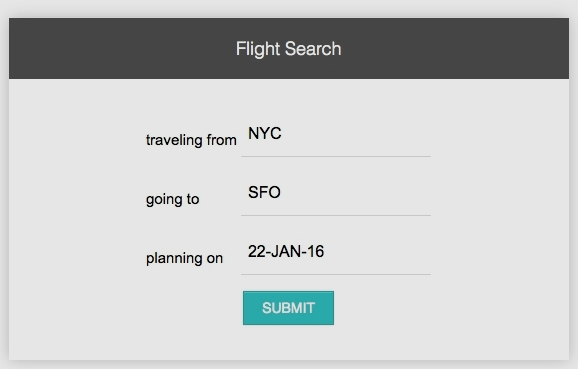 Flight Search
traveling from NYC
going to SFO
planning on 22-JAN-16
SUBMIT